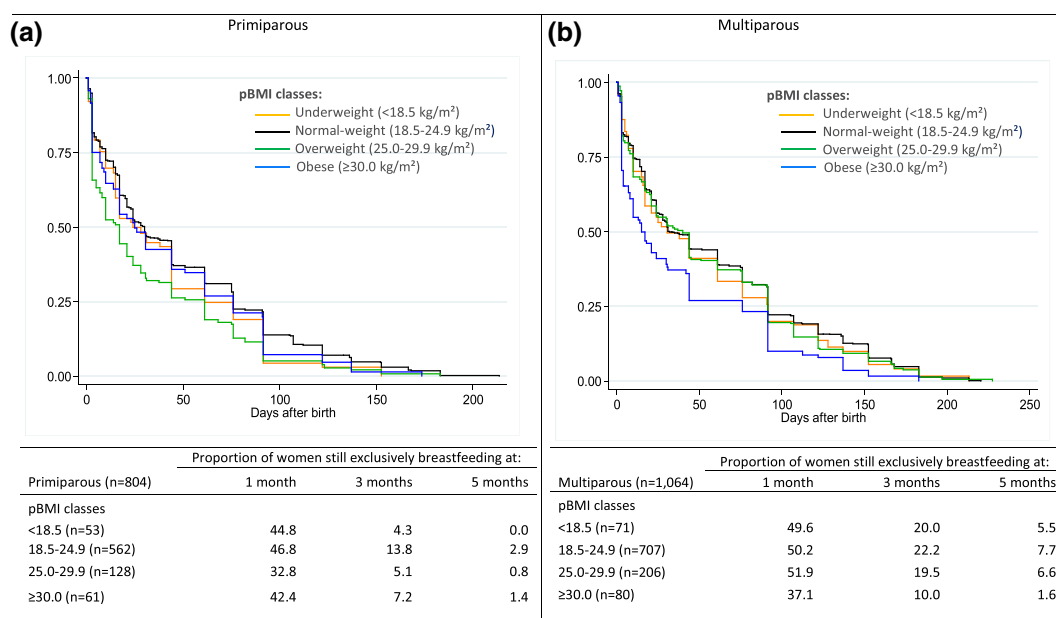 (a)
Primiparous
pBMI classes:
Underweight (<18.5 kg/m²)
Normal-weight (18.5-24.9 kg/m²)
Overweight (25.0-29.9 kg/m²)
Obese (≥30.0 kg/m²)
1.00
0.75
0.50
0.25
0.00
0 50 100 150 200
Days after birth
Proportion of women still exclusively breastfeeding at:
Primiparous (n=804) 1 month 3 months 5 months
pBMI classes
<18.5 (n=53) 44.8 4.3 0.0
18.5-24.9 (n=562) 46.8 13.8 2.9
25.0-29.9 (n=128) 32.8 5.1 0.8
≥30.0 (n=61) 42.4 7.2 1.4
(b)
Multiparous
pBMI classes:
Underweight (<18.5 kg/m²)
Normal-weight (18.5-24.9 kg/m²)
Overweight (25.0-29.9 kg/m²)
Obese (≥30.0 kg/m²)
1.00
0.75
0.50
0.25
0.00
0 50 100 150 200 250
Days after birth
Proportion of women still exclusively breastfeeding at:
Multiparous (n=1,064) 1 month 3 months 5 months
pBMI classes
<18.5 (n=71) 49.6 20.0 5.5
18.5-24.9 (n=707) 50.2 22.2 7.7
25.0-29.9 (n=206) 51.9 19.5 6.6
≥30.0 (n=80) 37.1 10.0 1.6